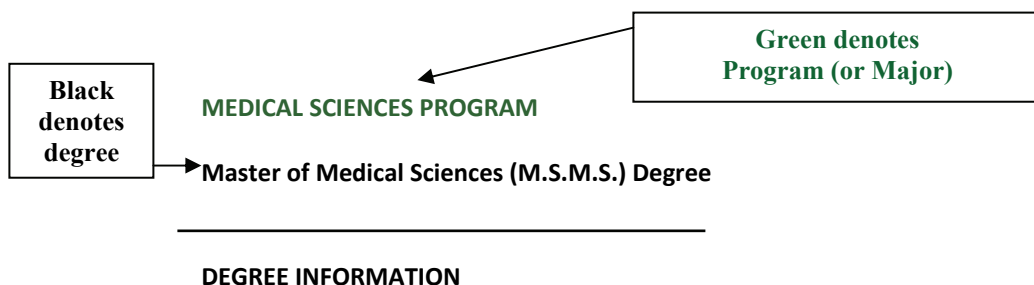 Green denotes
Program (or Major)
Black
denotes
degree
MEDICAL SCIENCES PROGRAM
Master of Medical Sciences (M.S.M.S.) Degree
DEGREE INFORMATION